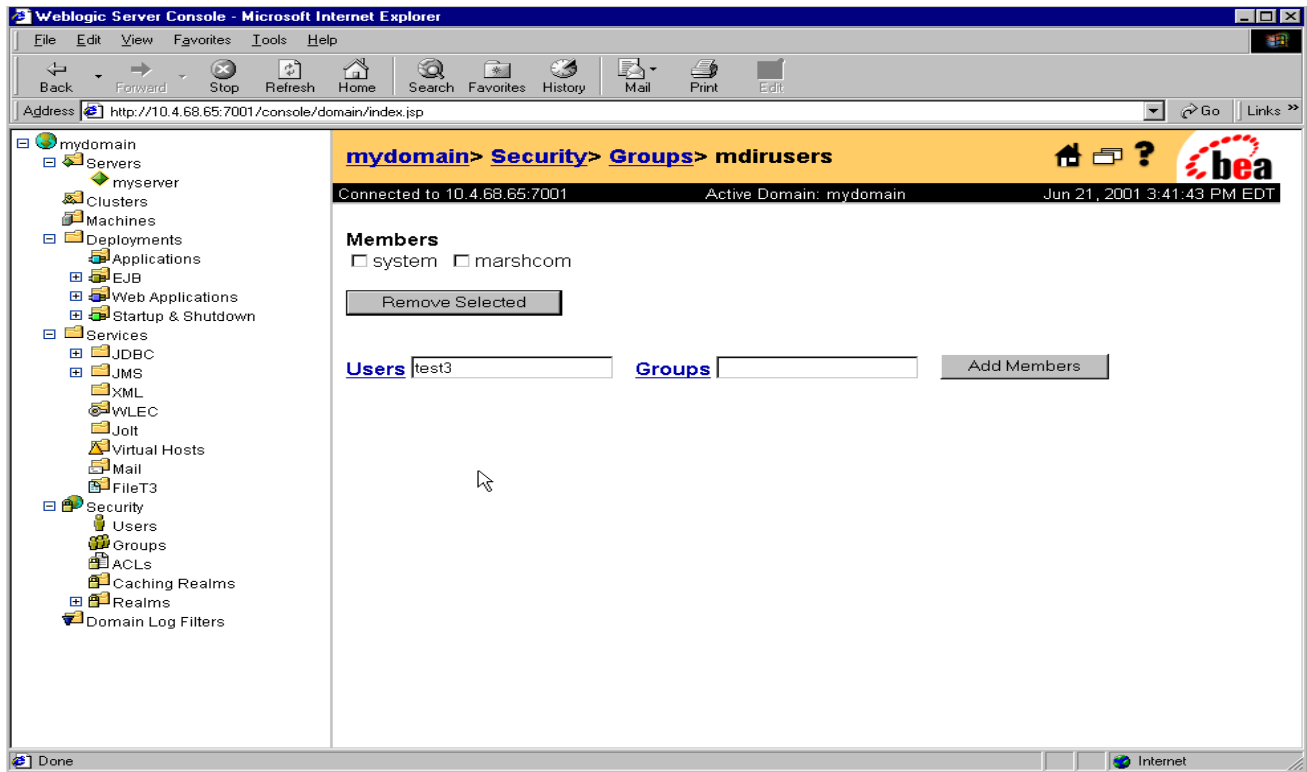 Weblogic Server Console - Microsoft Internet Explorer
File Edit View Favorites Tools Help
Back Forward Stop Refresh Home Search Favorites History Mail Print Edit
Address http://10.4.68.65:7001/console/domain/index.jsp Go Links »
mydomain
Servers
myserver
Clusters
Machines
Deployments
Applications
EJB
Web Applications
Startup & Shutdown
Services
JDBC
JMS
XML
WLEC
Jolt
Virtual Hosts
Mail
FileT3
Security
Users
Groups
ACLs
Caching Realms
Realms
Domain Log Filters
mydomain> Security> Groups> mdirusers ? bea
Connected to 10.4.68.65:7001 Active Domain: mydomain Jun 21, 2001 3:41:43 PM EDT
Members
system marshcom
Remove Selected
Users test3 Groups Add Members
Done Internet